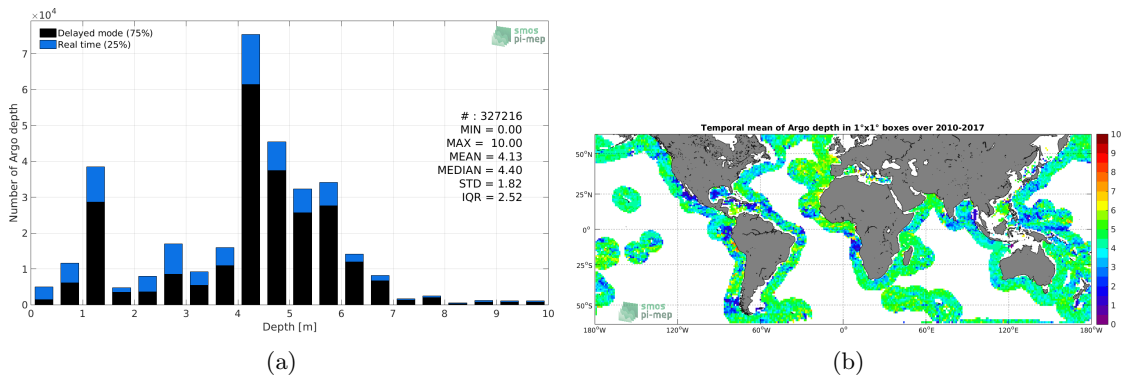 ×10⁴
Delayed mode (75%)
Real time (25%)
smos
pi-mep
7
6
5
4
3
2
1
0
Number of Argo depth
# : 327216
MIN = 0.00
MAX = 10.00
MEAN = 4.13
MEDIAN = 4.40
STD = 1.82
IQR = 2.52
0 1 2 3 4 5 6 7 8 9 10
Depth [m]
(a)
Temporal mean of Argo depth in 1°x1° boxes over 2010-2017
50°N
25°N
0°
25°S
50°S
smos
pi-mep
180°W 120°W 60°W 0° 60°E 120°E 180°W
10
9
8
7
6
5
4
3
2
1
0
(b)